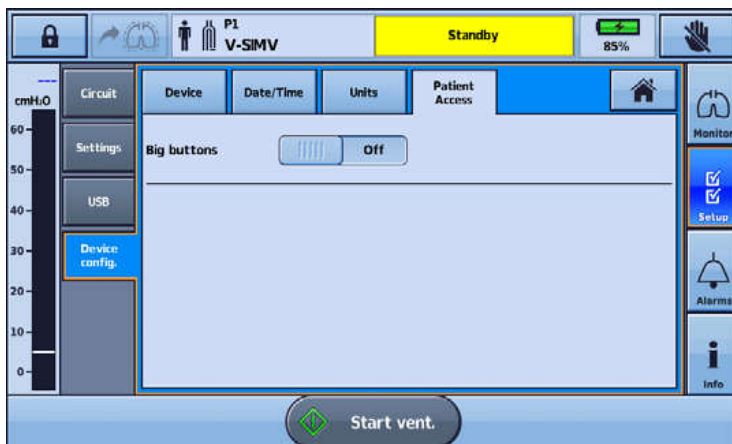 P1
V-SIMV
Standby
85%
cmH₂O
60
50
40
30
20
10
0
Circuit
Settings
USB
Device
config.
Device
Date/Time
Units
Patient
Access
Big buttons
Off
Monitor
Setup
Alarms
Info
Start vent.